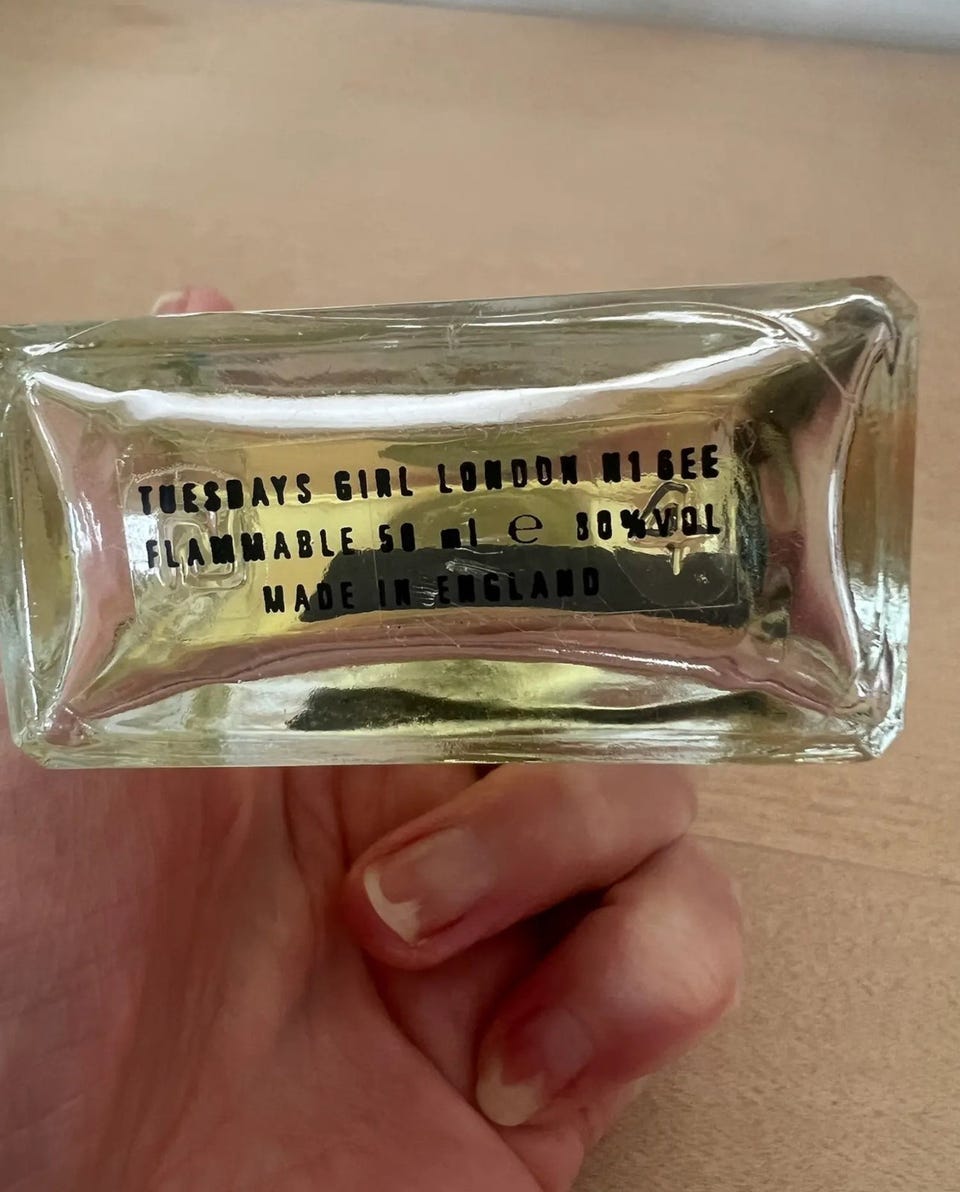 TUESDAYS GIRL LONDON N1 6EE
FLAMMABLE 50 ml e 80%VOL
MADE IN ENGLAND